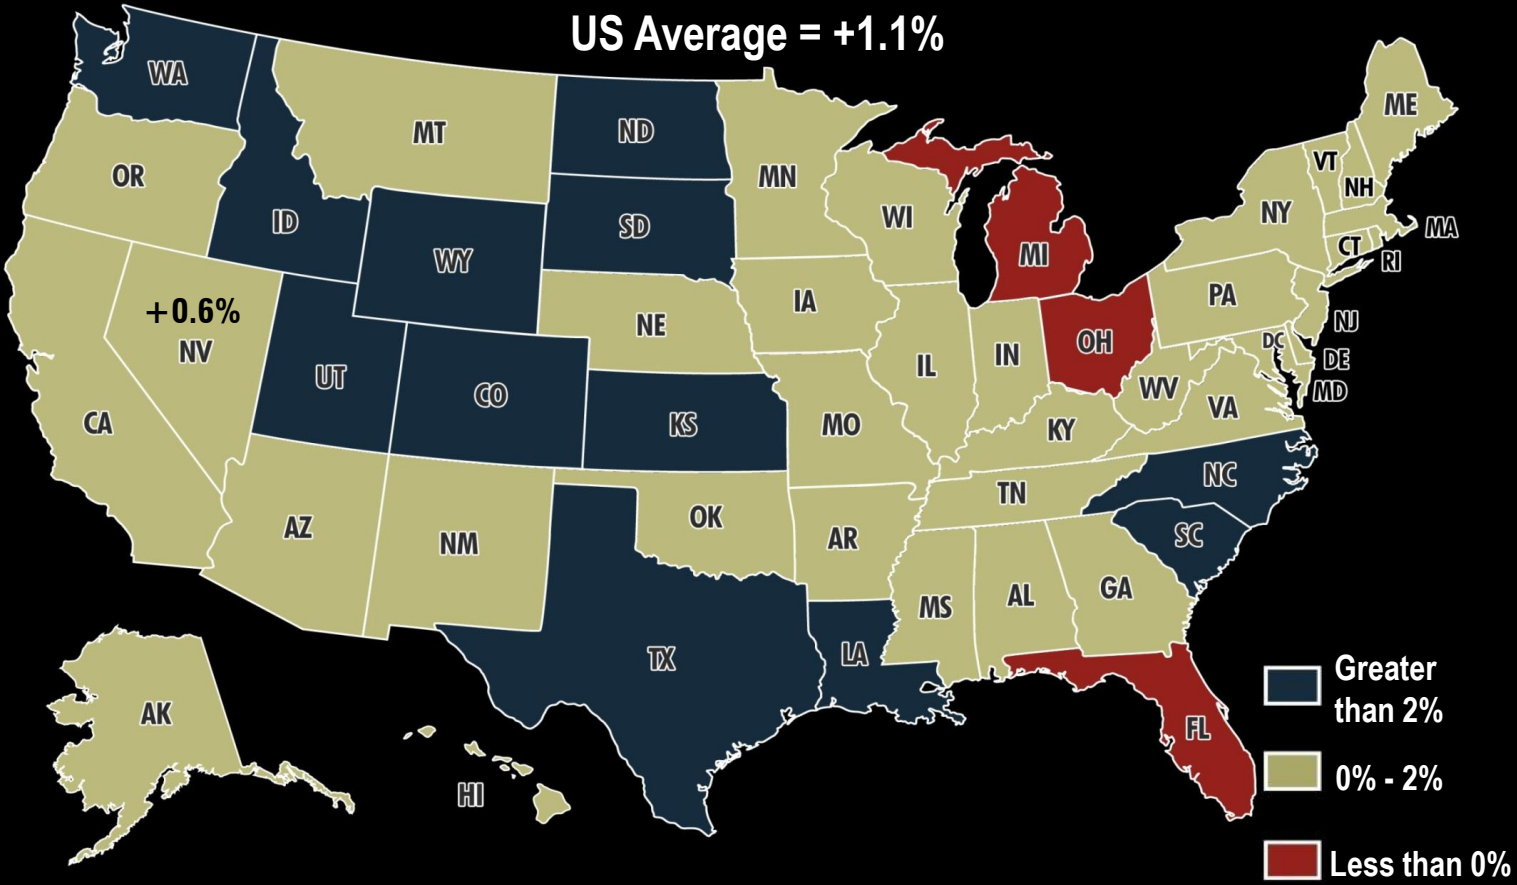 US Average = +1.1%
WA
MT
ND
MN
ME
OR
ID
WY
SD
WI
MI
NY
VT
NH
MA
CT
RI
+0.6%
NV
UT
CO
NE
IA
IL
IN
OH
PA
NJ
DC
DE
MD
WV
VA
CA
KS
MO
KY
NC
AZ
NM
OK
AR
TN
SC
MS
AL
GA
TX
LA
FL
AK
HI
Greater
than 2%
0% - 2%
Less than 0%